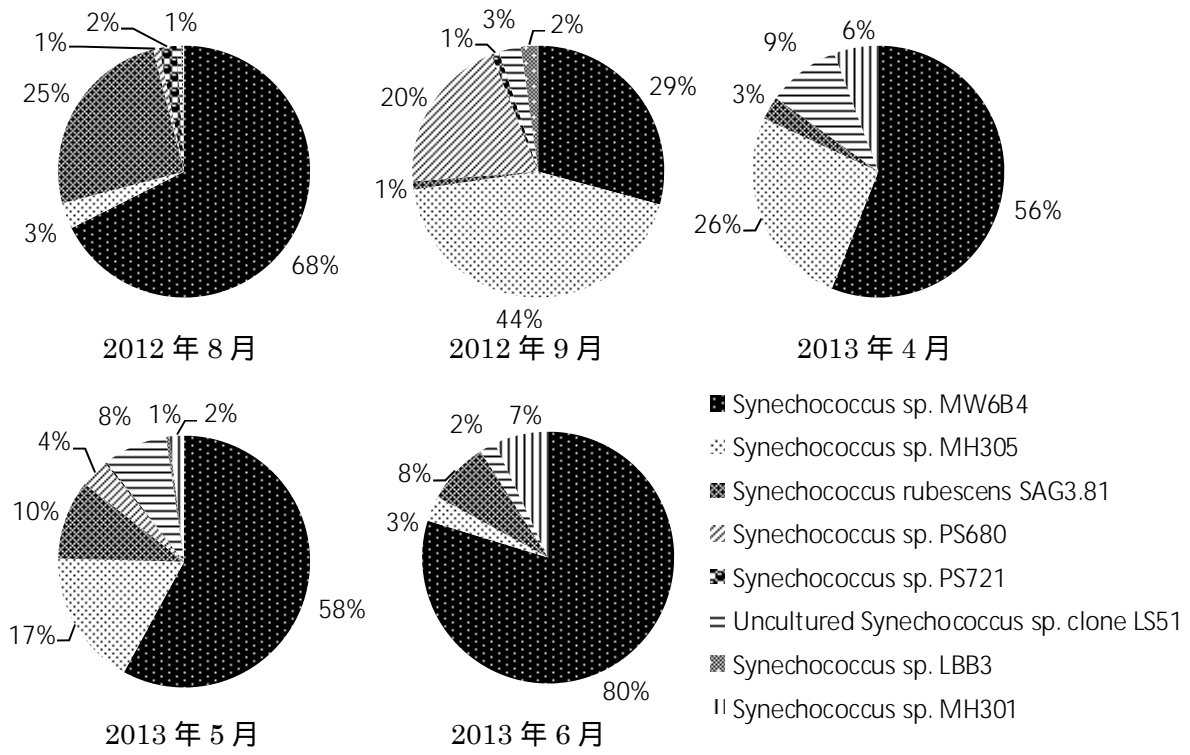 2% 1%
1%
25%
3%
68%
2012 年 8 月
3% 2%
1%
29%
20%
1%
44%
2012 年 9 月
9% 6%
3%
26%
56%
2013 年 4 月
8% 1% 2%
4%
10%
17%
58%
2013 年 5 月
2% 7%
8%
3%
80%
2013 年 6 月
Synechococcus sp. MW6B4
Synechococcus sp. MH305
Synechococcus rubescens SAG3.81
Synechococcus sp. PS680
Synechococcus sp. PS721
Uncultured Synechococcus sp. clone LS51
Synechococcus sp. LBB3
Synechococcus sp. MH301